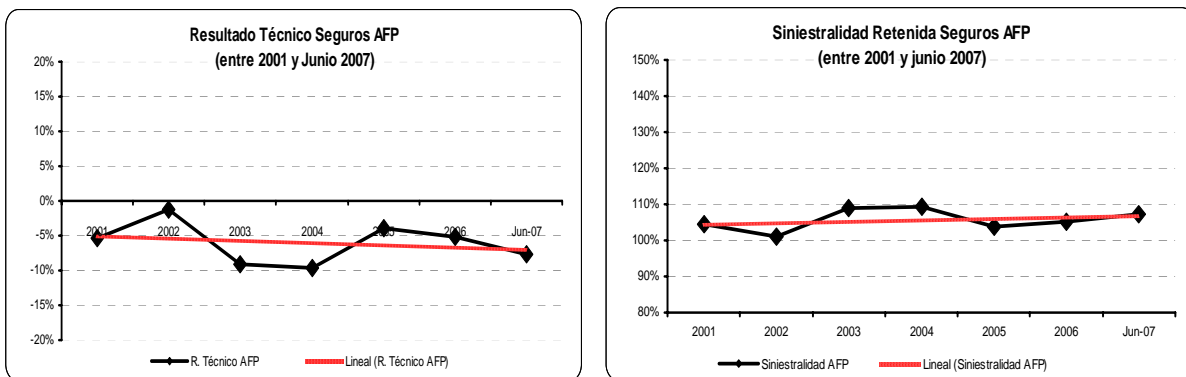 Resultado Técnico Seguros AFP
(entre 2001 y Junio 2007)
20%
15%
10%
5%
0%
-5%
-10%
-15%
-20%
2001 2002 2003 2004 2005 2006 Jun-07
R. Técnico AFP Lineal (R. Técnico AFP)
Siniestralidad Retenida Seguros AFP
(entre 2001 y junio 2007)
150%
140%
130%
120%
110%
100%
90%
80%
2001 2002 2003 2004 2005 2006 Jun-07
Siniestralidad AFP Lineal (Siniestralidad AFP)